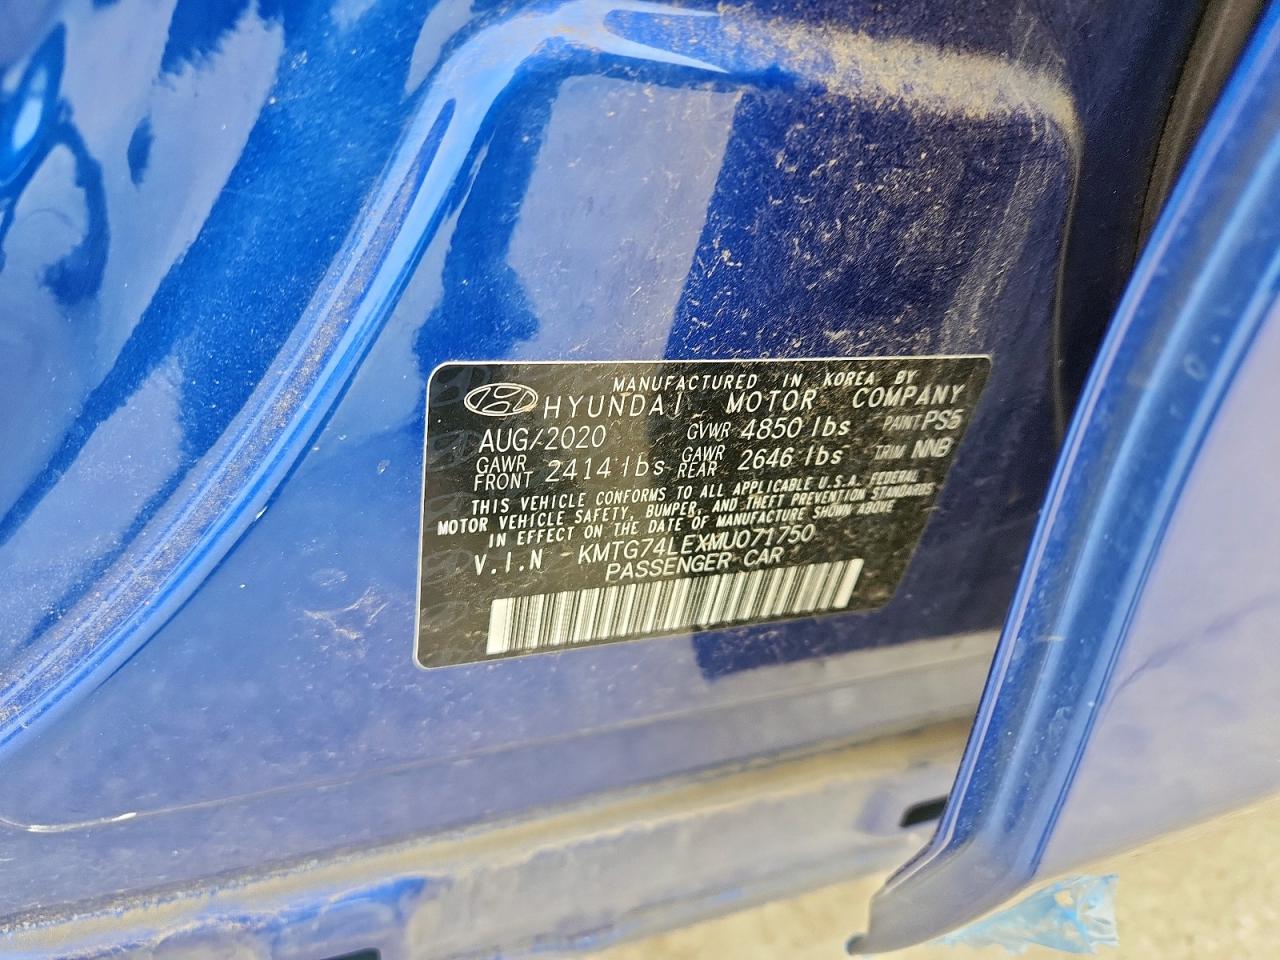 MANUFACTURED IN KOREA BY
HYUNDAI MOTOR COMPANY
AUG/2020 GVWR 4850 lbs PAINT PS5
GAWR FRONT 2414 lbs GAWR REAR 2646 lbs TRIM NNB
THIS VEHICLE CONFORMS TO ALL APPLICABLE U.S.A. FEDERAL
MOTOR VEHICLE SAFETY, BUMPER, AND THEFT PREVENTION STANDARDS
IN EFFECT ON THE DATE OF MANUFACTURE SHOWN ABOVE
V.I.N KMTG74LEXMU071750
PASSENGER CAR